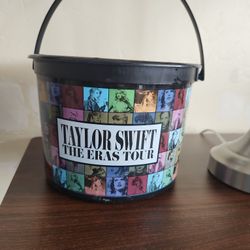 TAYLOR SWIFT
THE ERAS TOUR